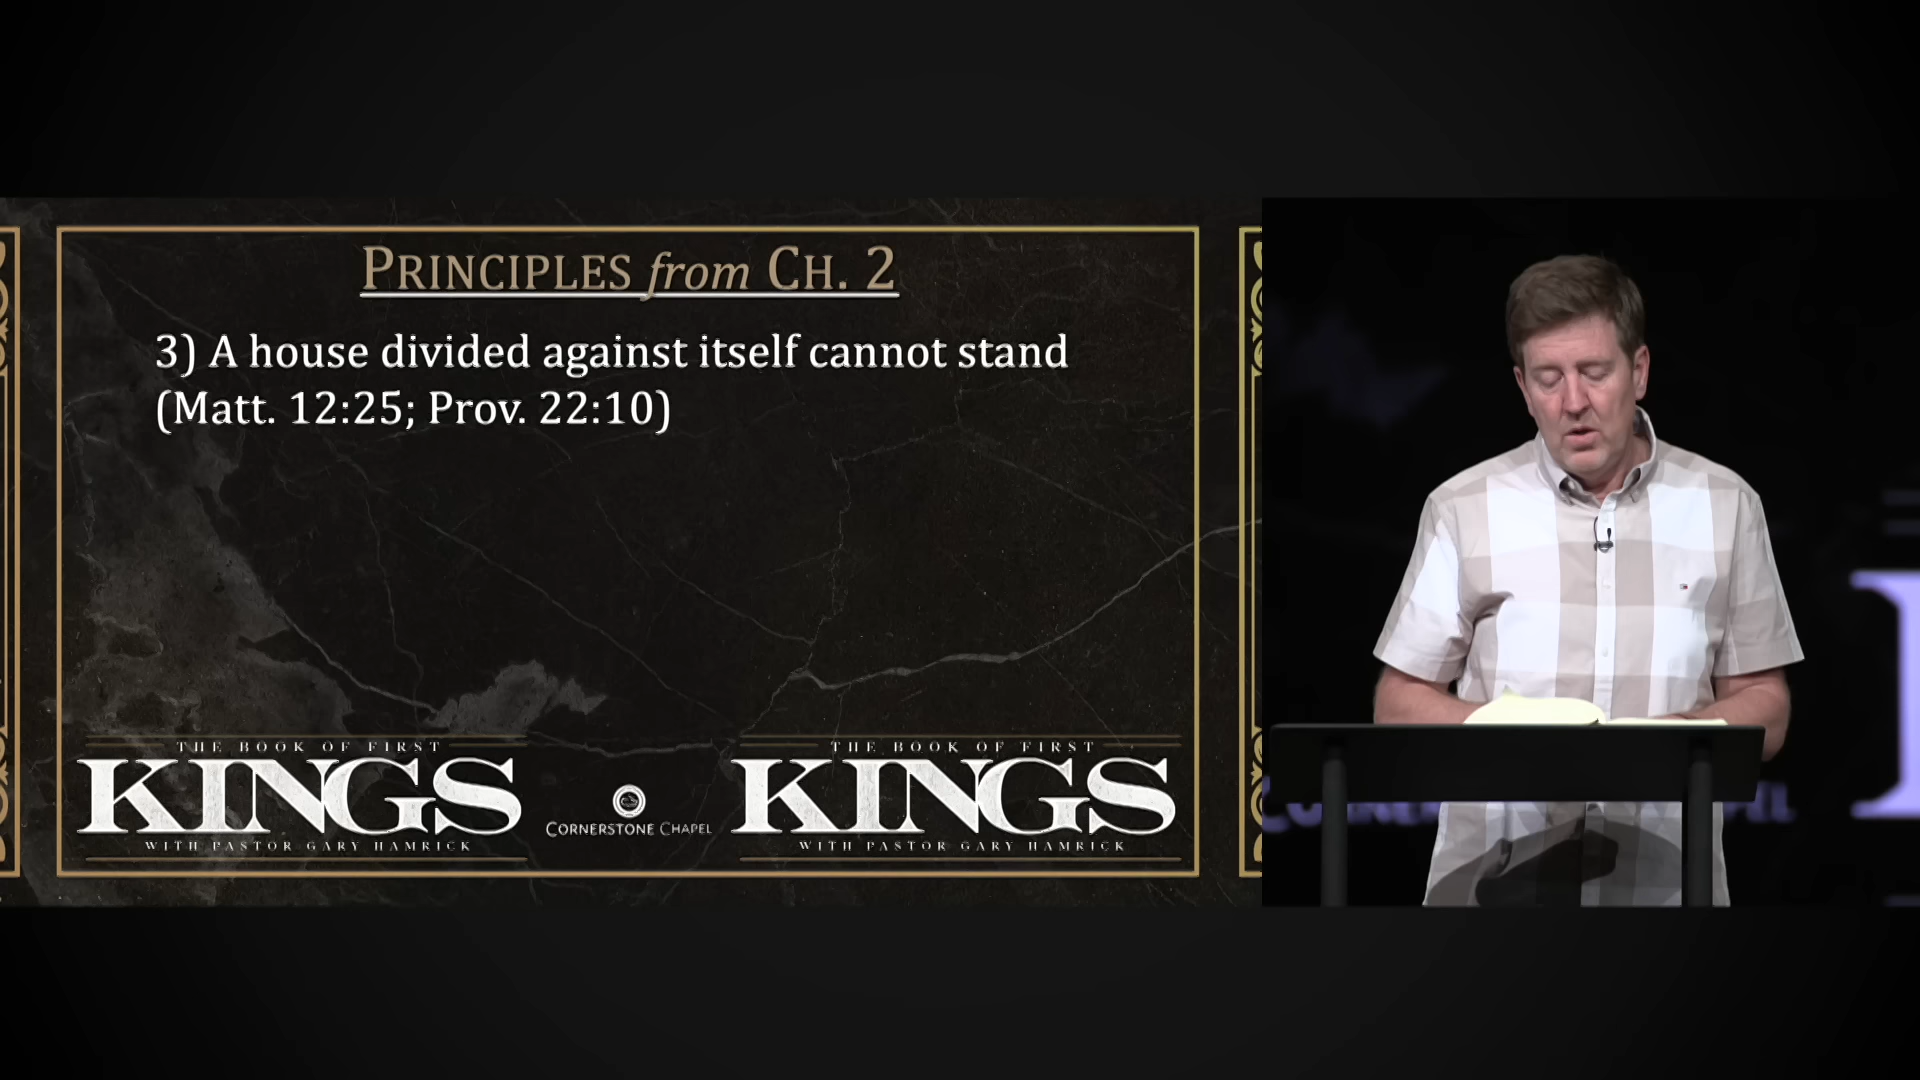 PRINCIPLES from CH. 2
3) A house divided against itself cannot stand
(Matt. 12:25; Prov. 22:10)
THE BOOK OF FIRST
KINGS
WITH PASTOR GARY HAMRICK
CORNERSTONE CHAPEL
THE BOOK OF FIRST
KINGS
WITH PASTOR GARY HAMRICK